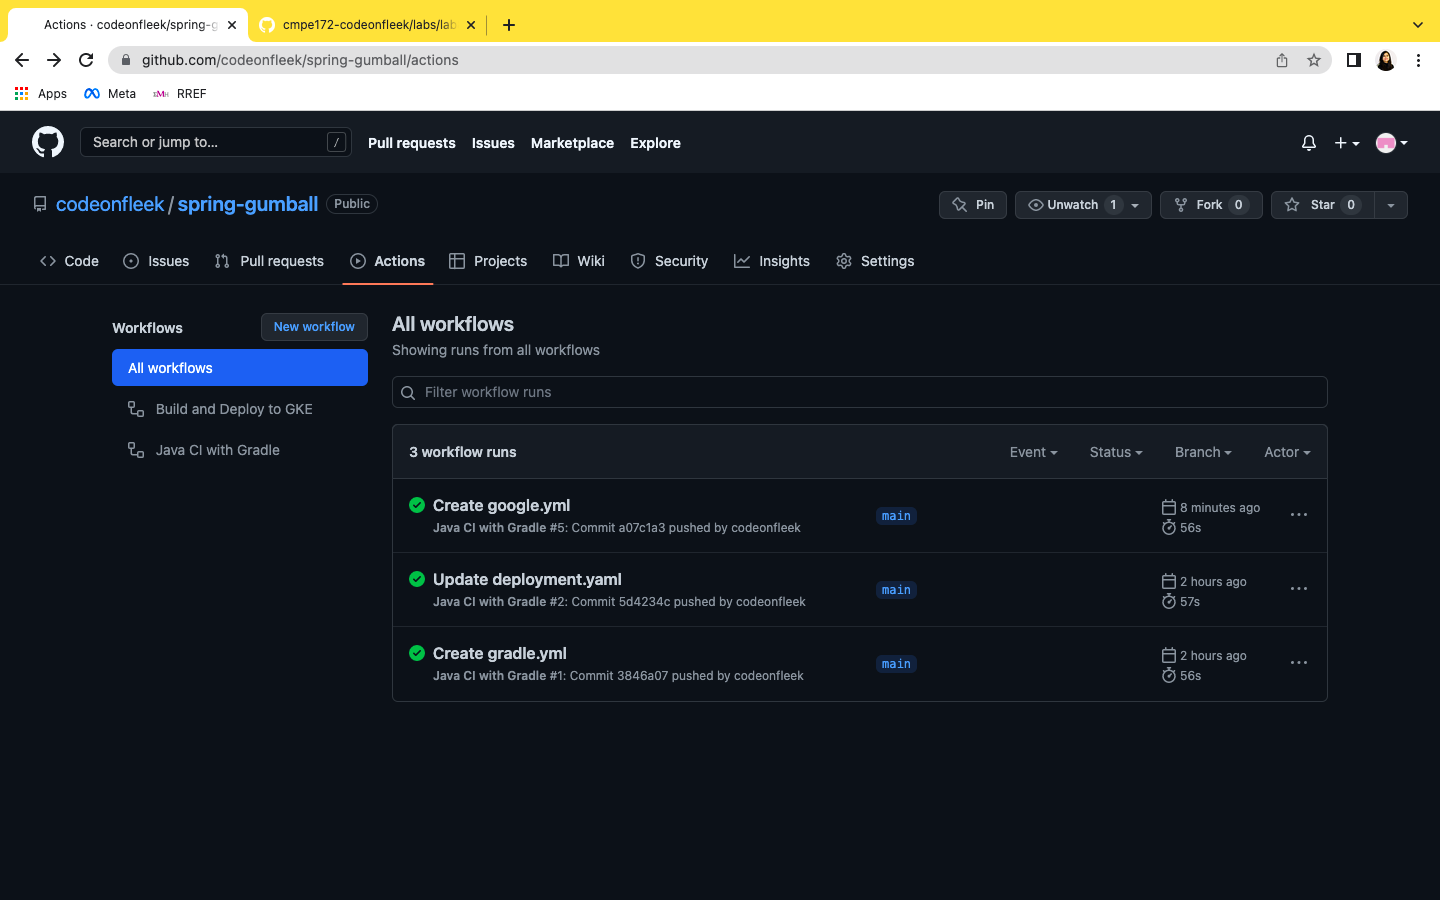 Actions · codeonfleek/spring-g
cmpe172-codeonfleek/labs/lab
github.com/codeonfleek/spring-gumball/actions
Apps
Meta
RREF
Search or jump to...
/
Pull requests
Issues
Marketplace
Explore
codeonfleek / spring-gumball
Public
Pin
Unwatch 1
Fork 0
Star 0
Code
Issues
Pull requests
Actions
Projects
Wiki
Security
Insights
Settings
Workflows
New workflow
All workflows
Build and Deploy to GKE
Java CI with Gradle
All workflows
Showing runs from all workflows
Filter workflow runs
3 workflow runs
Event
Status
Branch
Actor
Create google.yml
Java CI with Gradle #5: Commit a07c1a3 pushed by codeonfleek
main
8 minutes ago
56s
Update deployment.yaml
Java CI with Gradle #2: Commit 5d4234c pushed by codeonfleek
main
2 hours ago
57s
Create gradle.yml
Java CI with Gradle #1: Commit 3846a07 pushed by codeonfleek
main
2 hours ago
56s